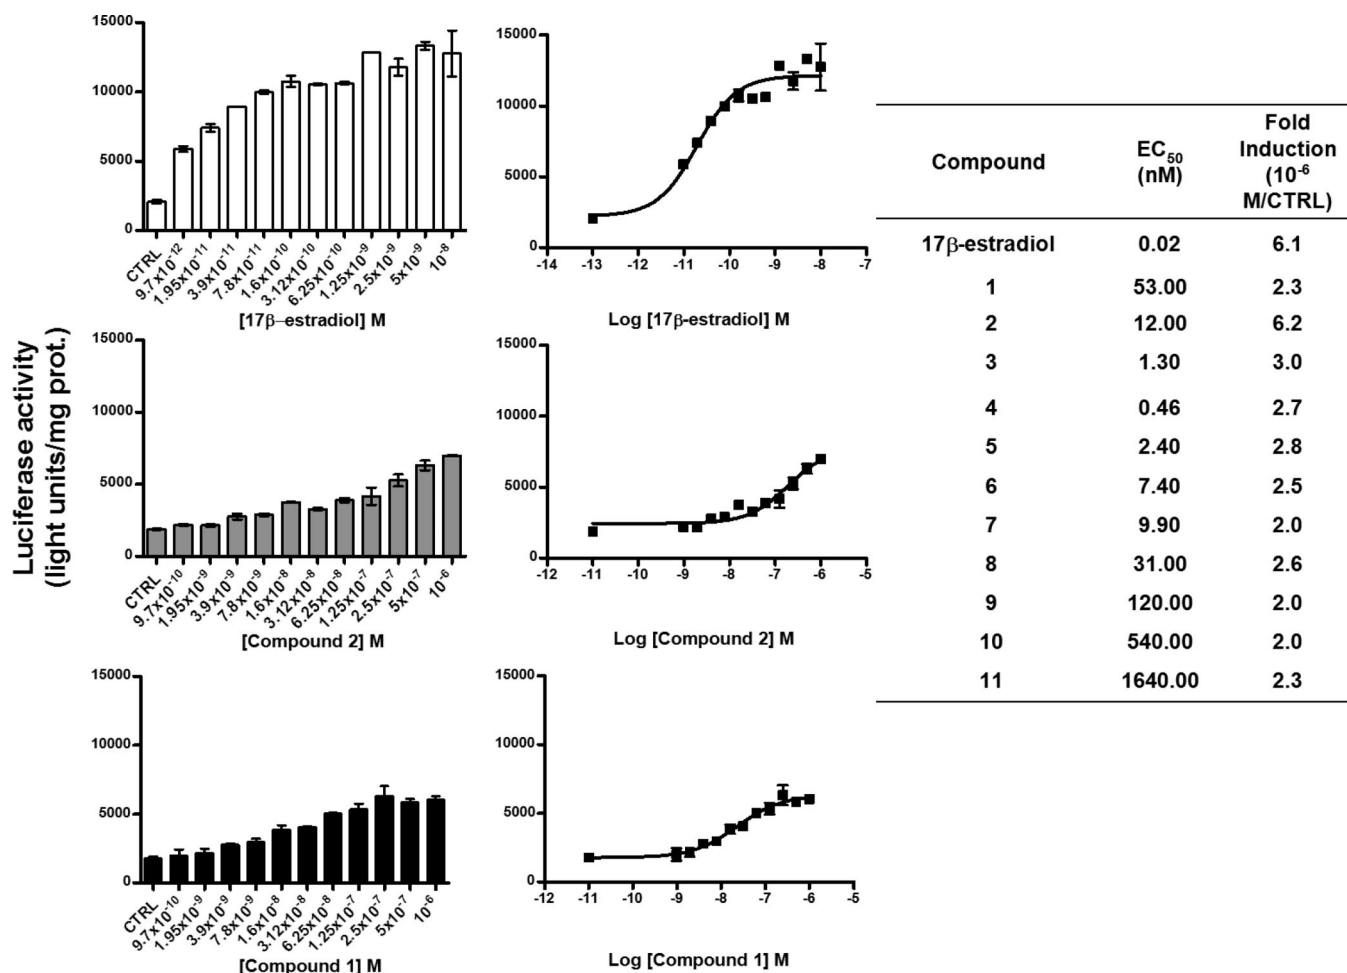 Luciferase activity
(light units/mg prot.)
15000
10000
5000
0
CTRL
9.7x10-12
1.95x10-11
3.9x10-11
7.8x10-11
1.6x10-10
3.12x10-10
6.25x10-10
1.25x10-9
2.5x10-9
5x10-9
10-8
[17β–estradiol] M
15000
10000
5000
0
-14 -13 -12 -11 -10 -9 -8 -7
Log [17β-estradiol] M
15000
10000
5000
0
CTRL
9.7x10-10
1.95x10-9
3.9x10-9
7.8x10-9
1.6x10-8
3.12x10-8
6.25x10-8
1.25x10-7
2.5x10-7
5x10-7
10-6
[Compound 2] M
15000
10000
5000
0
-12 -11 -10 -9 -8 -7 -6 -5
Log [Compound 2] M
15000
10000
5000
0
CTRL
9.7x10-10
1.95x10-9
3.9x10-9
7.8x10-9
1.6x10-8
3.12x10-8
6.25x10-8
1.25x10-7
2.5x10-7
5x10-7
10-6
[Compound 1] M
15000
10000
5000
0
-12 -11 -10 -9 -8 -7 -6 -5
Log [Compound 1] M
Compound EC50 (nM) Fold Induction (10-6 M/CTRL)
17β-estradiol 0.02 6.1
1 53.00 2.3
2 12.00 6.2
3 1.30 3.0
4 0.46 2.7
5 2.40 2.8
6 7.40 2.5
7 9.90 2.0
8 31.00 2.6
9 120.00 2.0
10 540.00 2.0
11 1640.00 2.3